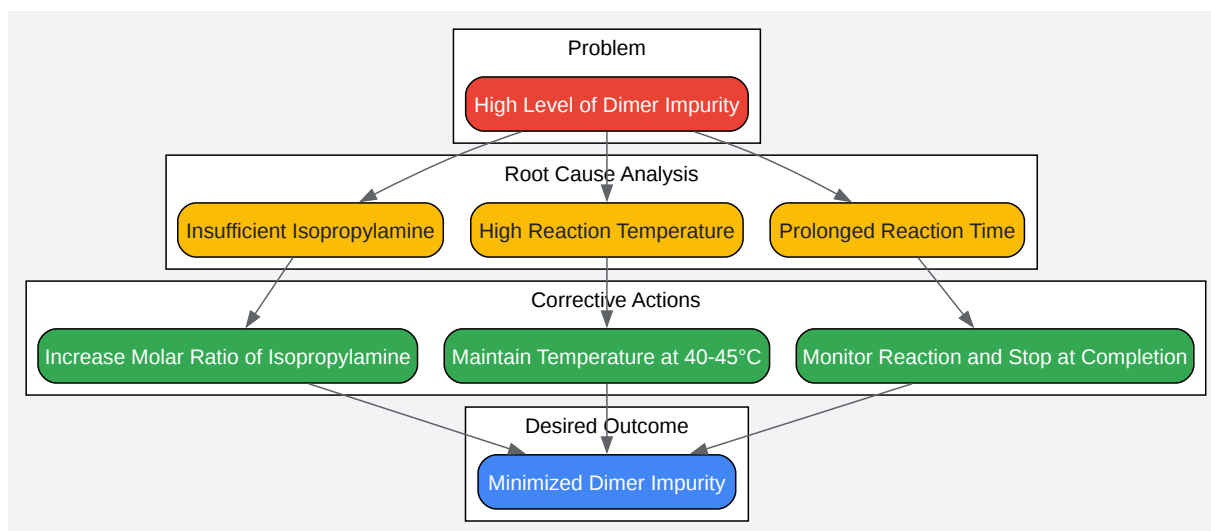 Problem
High Level of Dimer Impurity
Root Cause Analysis
Insufficient Isopropylamine
High Reaction Temperature
Prolonged Reaction Time
Corrective Actions
Increase Molar Ratio of Isopropylamine
Maintain Temperature at 40-45°C
Monitor Reaction and Stop at Completion
Desired Outcome
Minimized Dimer Impurity